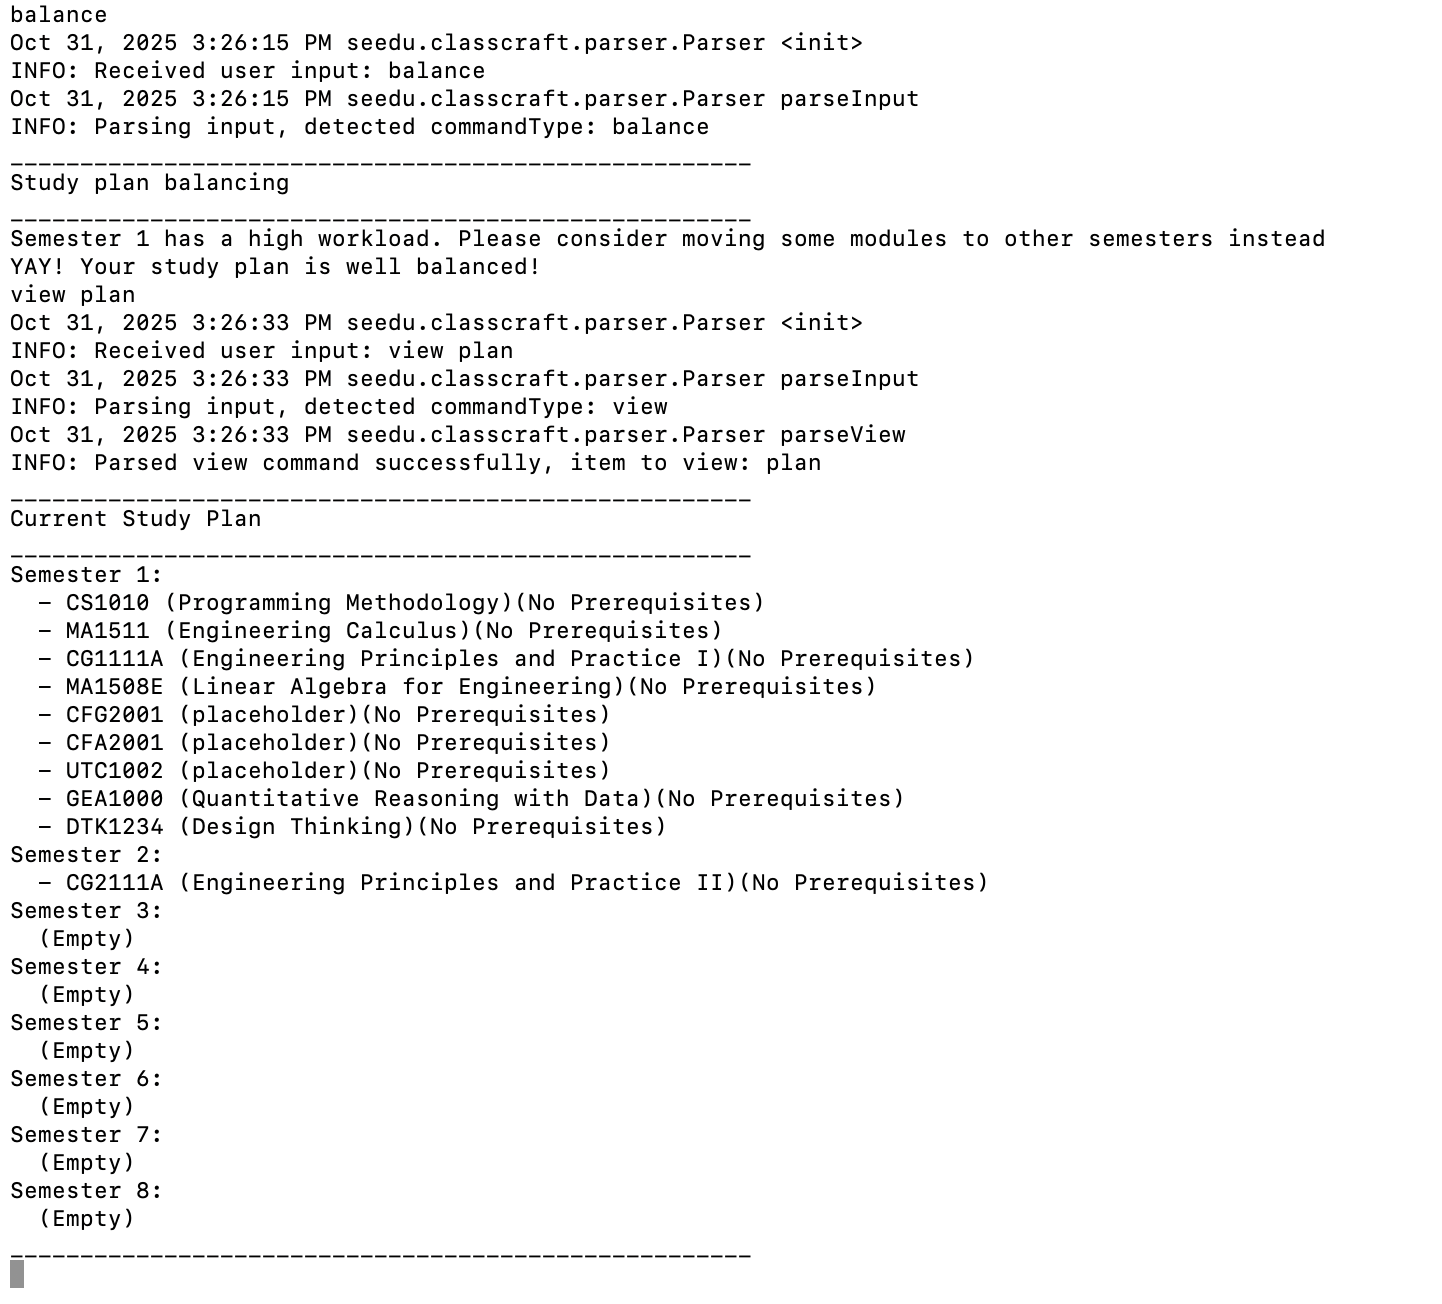 balance
Oct 31, 2025 3:26:15 PM seedu.classcraft.parser.Parser <init>
INFO: Received user input: balance
Oct 31, 2025 3:26:15 PM seedu.classcraft.parser.Parser parseInput
INFO: Parsing input, detected commandType: balance
_____________________________________________________
Study plan balancing
_____________________________________________________
Semester 1 has a high workload. Please consider moving some modules to other semesters instead
YAY! Your study plan is well balanced!
view plan
Oct 31, 2025 3:26:33 PM seedu.classcraft.parser.Parser <init>
INFO: Received user input: view plan
Oct 31, 2025 3:26:33 PM seedu.classcraft.parser.Parser parseInput
INFO: Parsing input, detected commandType: view
Oct 31, 2025 3:26:33 PM seedu.classcraft.parser.Parser parseView
INFO: Parsed view command successfully, item to view: plan
_____________________________________________________
Current Study Plan
_____________________________________________________
Semester 1:
  - CS1010 (Programming Methodology)(No Prerequisites)
  - MA1511 (Engineering Calculus)(No Prerequisites)
  - CG1111A (Engineering Principles and Practice I)(No Prerequisites)
  - MA1508E (Linear Algebra for Engineering)(No Prerequisites)
  - CFG2001 (placeholder)(No Prerequisites)
  - CFA2001 (placeholder)(No Prerequisites)
  - UTC1002 (placeholder)(No Prerequisites)
  - GEA1000 (Quantitative Reasoning with Data)(No Prerequisites)
  - DTK1234 (Design Thinking)(No Prerequisites)
Semester 2:
  - CG2111A (Engineering Principles and Practice II)(No Prerequisites)
Semester 3:
  (Empty)
Semester 4:
  (Empty)
Semester 5:
  (Empty)
Semester 6:
  (Empty)
Semester 7:
  (Empty)
Semester 8:
  (Empty)
_____________________________________________________